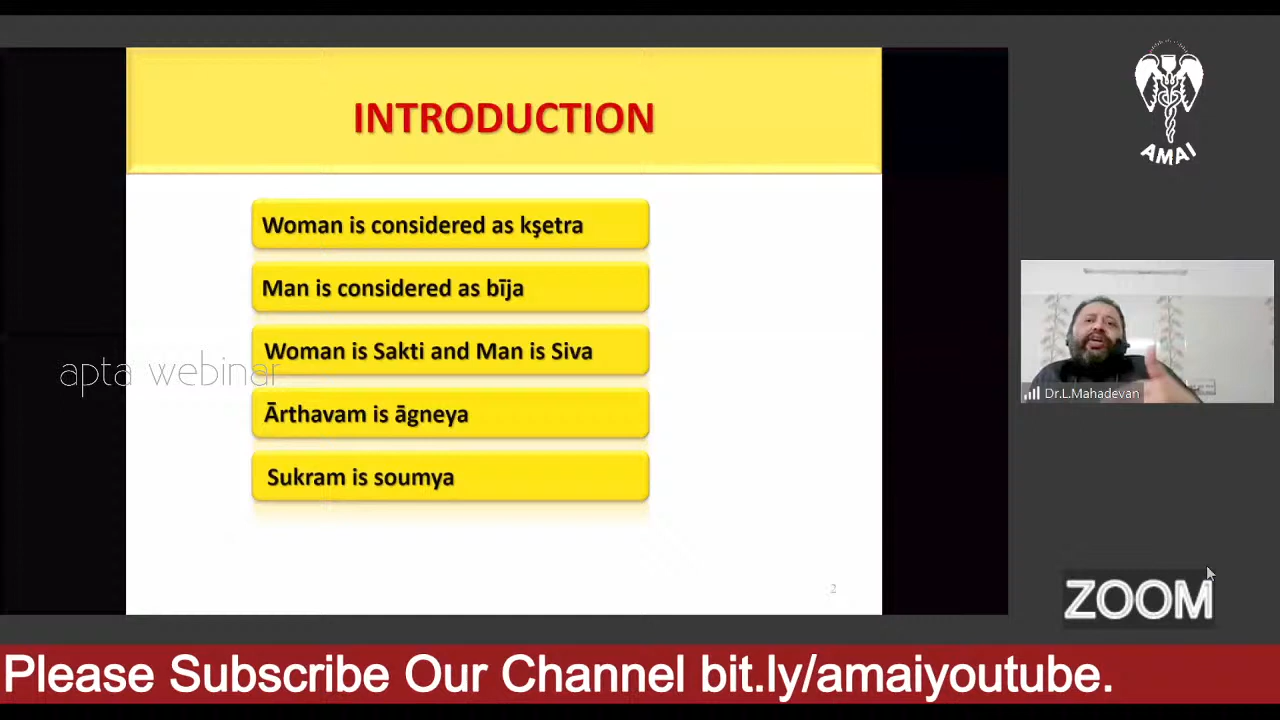 INTRODUCTION
Woman is considered as kşetra
Man is considered as bīja
Woman is Sakti and Man is Siva
Ārthavam is āgneya
Sukram is soumya
2
apta webinar
AMAI
Dr.L.Mahadevan
ZOOM
Please Subscribe Our Channel bit.ly/amaiyoutube.